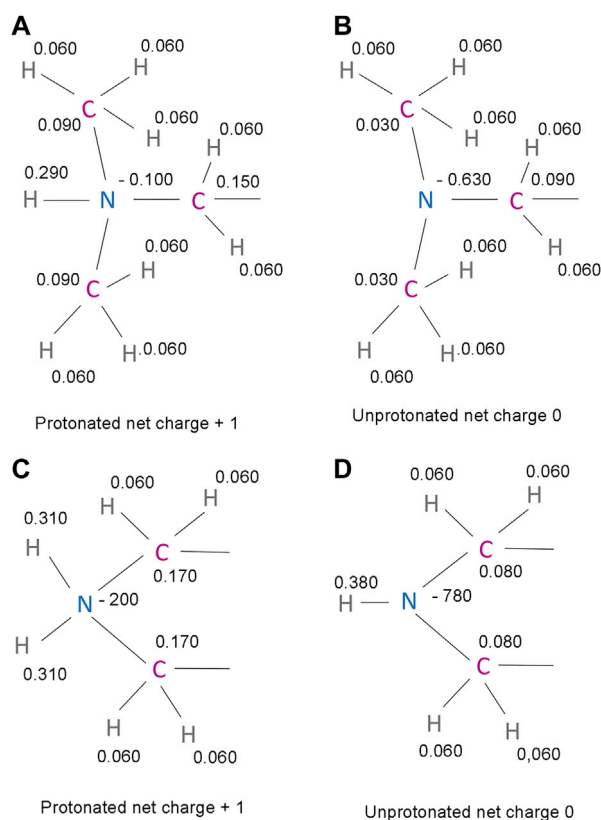 A
B
0.060 0.060 0.060 0.060
H H H H
C 0.060 C 0.060
0.090 H 0.060 0.030 H 0.060
0.290 H H
H N - 0.100 C 0.150 N - 0.630 C 0.090
0.060 H 0.060 H
0.090 C H 0.060 0.030 C H 0.060
H H.0.060 H H.0.060
0.060 0.060
Protonated net charge + 1
Unprotonated net charge 0
C
D
0.060 0.060 0.060 0.060
H H H H
0.310
H C C
0.170 0.080
N - 200 0.380 H N - 780
H 0.170 0.080
0.310 C C
H H H H
0.060 0.060 0.060 0,060
Protonated net charge + 1
Unprotonated net charge 0